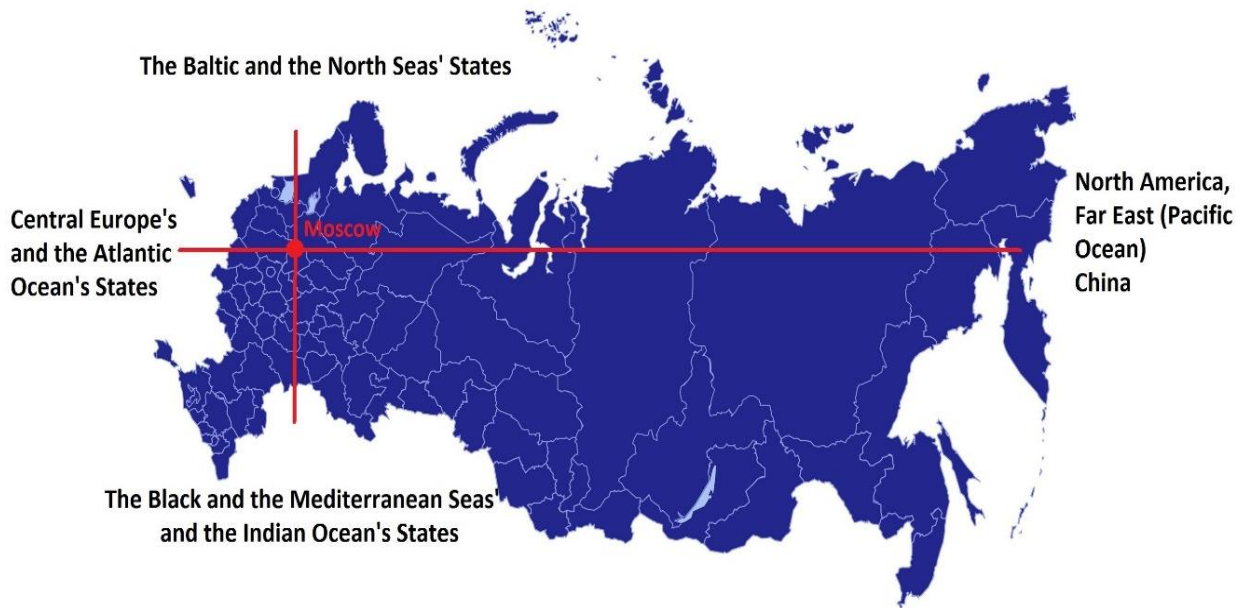 The Baltic and the North Seas' States
Central Europe's
and the Atlantic
Ocean's States
Moscow
North America,
Far East (Pacific
Ocean)
China
The Black and the Mediterranean Seas'
and the Indian Ocean's States